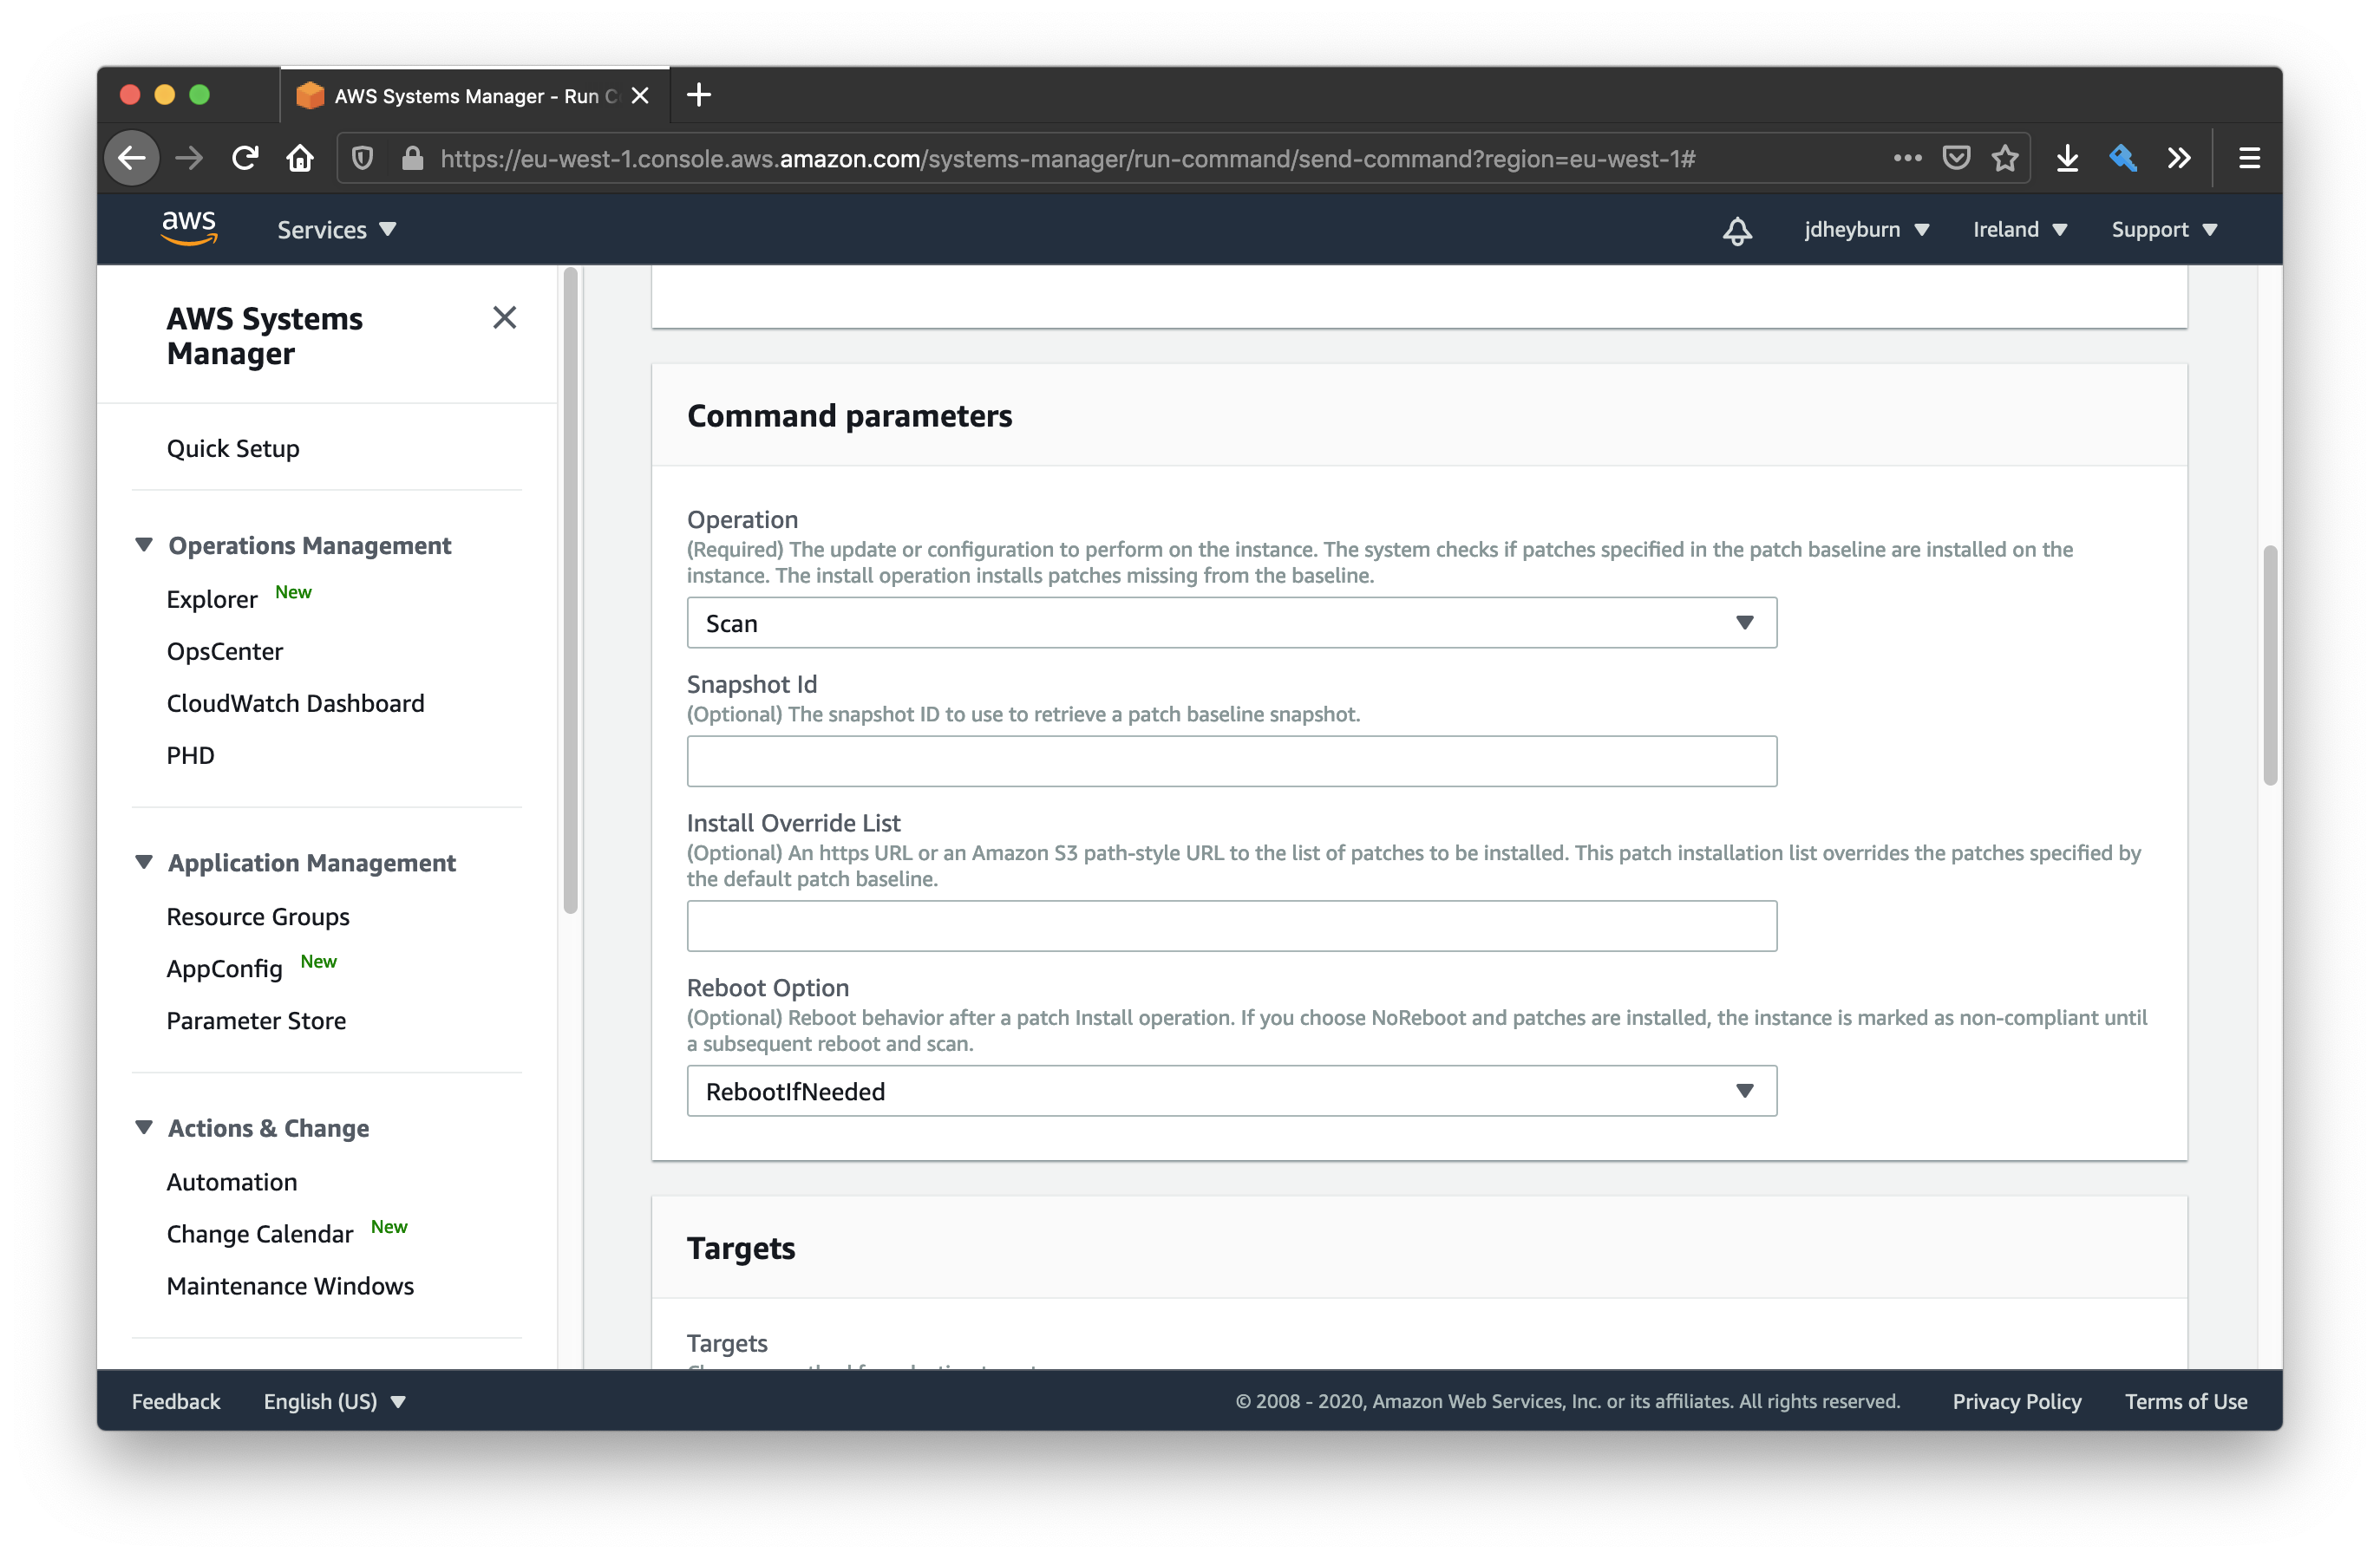 AWS Systems Manager - Run
https://eu-west-1.console.aws.amazon.com/systems-manager/run-command/send-command?region=eu-west-1#
aws
Services
jdheyburn
Ireland
Support
AWS Systems
Manager
Quick Setup
Operations Management
Explorer New
OpsCenter
CloudWatch Dashboard
PHD
Application Management
Resource Groups
AppConfig New
Parameter Store
Actions & Change
Automation
Change Calendar New
Maintenance Windows
Command parameters
Operation
(Required) The update or configuration to perform on the instance. The system checks if patches specified in the patch baseline are installed on the
instance. The install operation installs patches missing from the baseline.
Scan
Snapshot Id
(Optional) The snapshot ID to use to retrieve a patch baseline snapshot.
Install Override List
(Optional) An https URL or an Amazon S3 path-style URL to the list of patches to be installed. This patch installation list overrides the patches specified by
the default patch baseline.
Reboot Option
(Optional) Reboot behavior after a patch Install operation. If you choose NoReboot and patches are installed, the instance is marked as non-compliant until
a subsequent reboot and scan.
RebootIfNeeded
Targets
Targets
Feedback
English (US)
© 2008 - 2020, Amazon Web Services, Inc. or its affiliates. All rights reserved.
Privacy Policy
Terms of Use